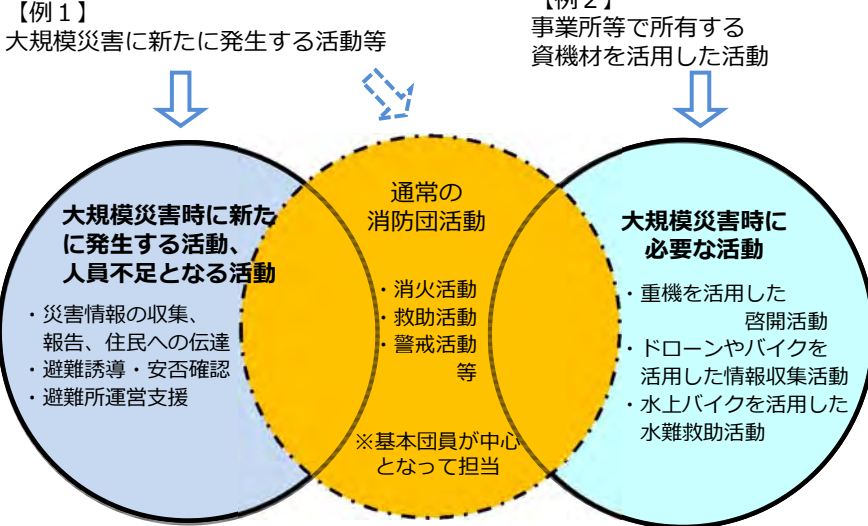 【例１】
大規模災害に新たに発生する活動等
【例２】
事業所等で所有する
資機材を活用した活動
大規模災害時に新た
に発生する活動、
人員不足となる活動
・災害情報の収集、
報告、住民への伝達
・避難誘導・安否確認
・避難所運営支援
通常の
消防団活動
・消火活動
・救助活動
・警戒活動
等
※基本団員が中心
となって担当
大規模災害時に
必要な活動
・重機を活用した
啓開活動
・ドローンやバイクを
活用した情報収集活動
・水上バイクを活用した
水難救助活動